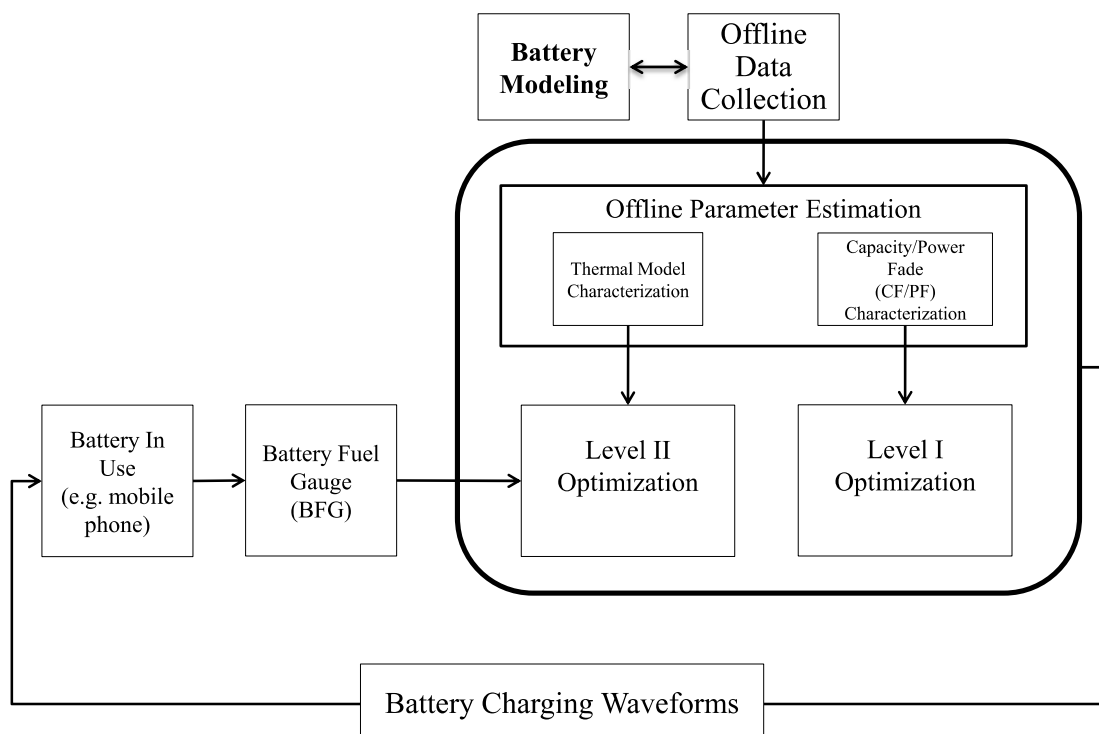 Battery
Modeling
Offline
Data
Collection
Offline Parameter Estimation
Thermal Model
Characterization
Capacity/Power
Fade
(CF/PF)
Characterization
Battery In
Use
(e.g. mobile
phone)
Battery Fuel
Gauge
(BFG)
Level II
Optimization
Level I
Optimization
Battery Charging Waveforms